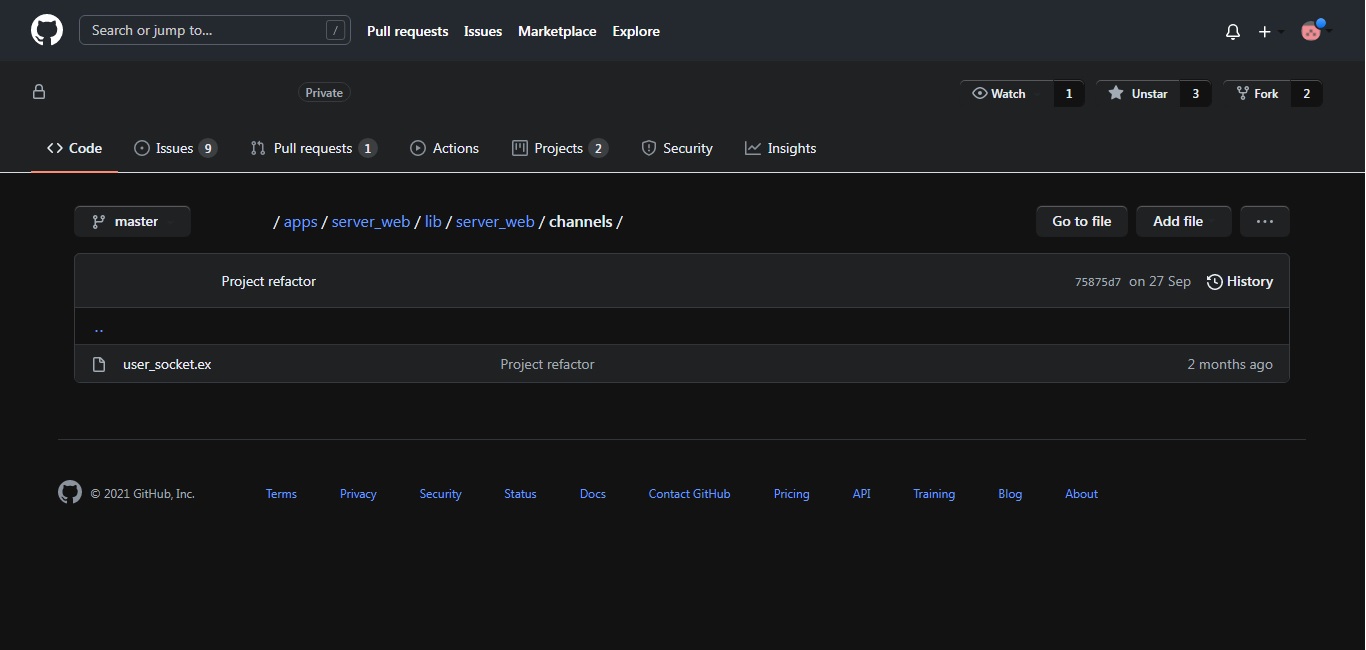 Search or jump to... / Pull requests Issues Marketplace Explore
Private Watch 1 Unstar 3 Fork 2
Code Issues 9 Pull requests 1 Actions Projects 2 Security Insights
master / apps / server_web / lib / server_web / channels / Go to file Add file ...
Project refactor 75875d7 on 27 Sep History
..
user_socket.ex Project refactor 2 months ago
© 2021 GitHub, Inc. Terms Privacy Security Status Docs Contact GitHub Pricing API Training Blog About